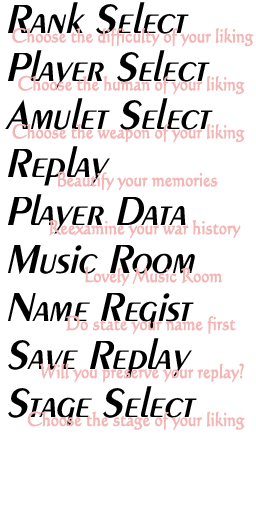 Rank Select
Choose the difficulty of your liking
Player Select
Choose the human of your liking
Amulet Select
Choose the weapon of your liking
Replay
Beautify your memories
Player Data
Reexamine your war history
Music Room
Lovely Music Room
Name Regist
Do state your name first
Save Replay
Will you preserve your replay?
Stage Select
Choose the stage of your liking